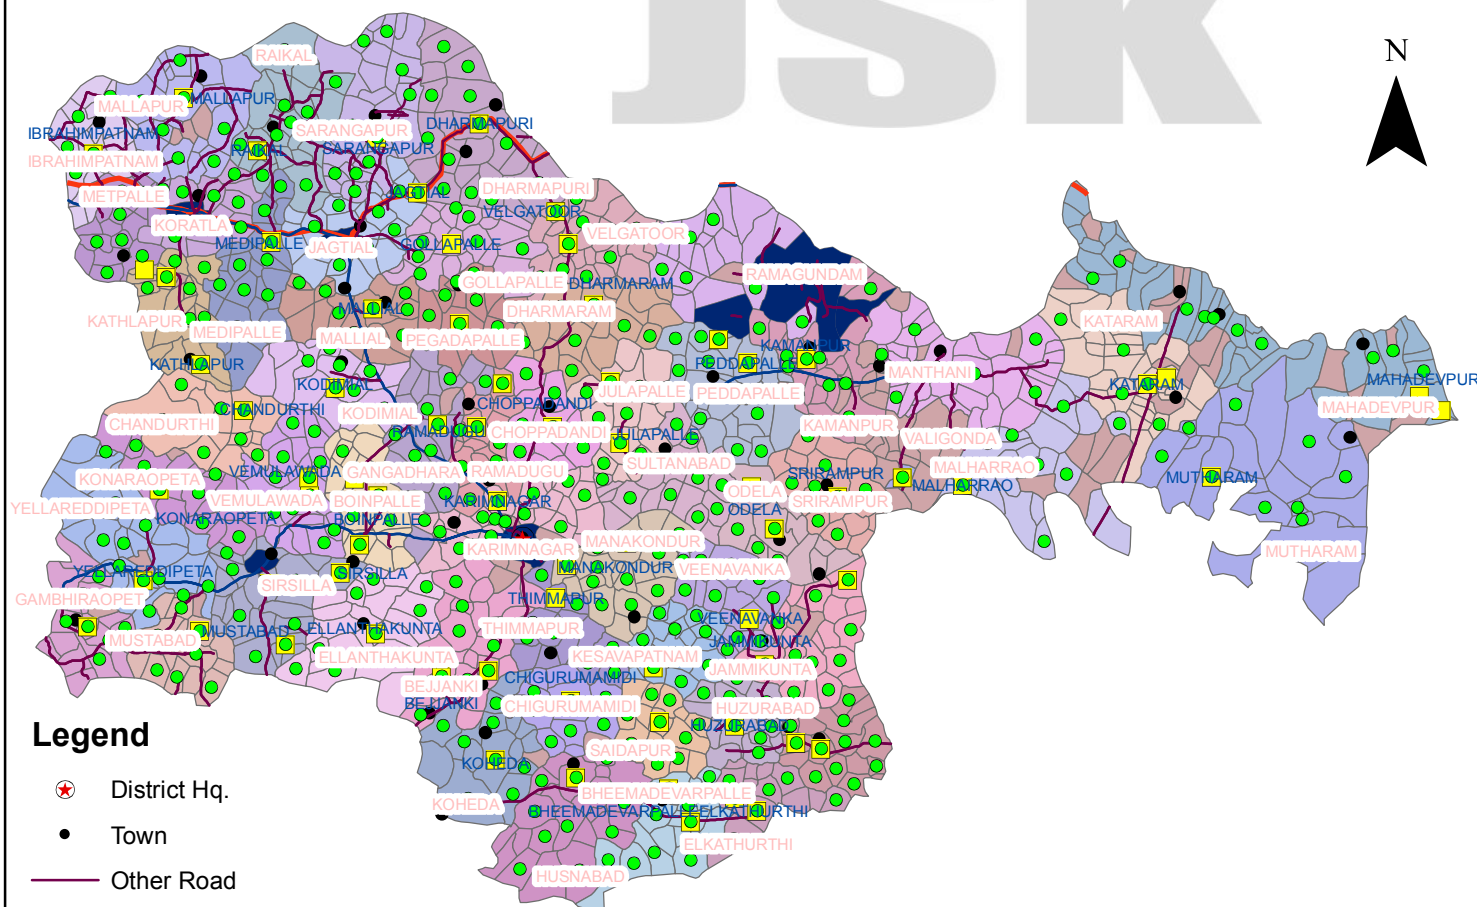 JSK
N
RAIKAL
MALLAPUR
MALLAPUR
IBRAHIMPATNAM
SARANGAPUR
DHARMAPURI
IBRAHIMPATNAM
RAIKAL
SARANGAPUR
METPALLE
JAGTIAL
DHARMAPURI
VELGATOOR
KORATLA
MEDIPALLE
JAGTIAL
GOLLAPALLE
VELGATOOR
RAMAGUNDAM
GOLLAPALLE
DHARMARAM
MALLIAL
DHARMARAM
KATHLAPUR
MEDIPALLE
MALLIAL
PEGADAPALLE
KATARAM
KAMANPUR
KATHLAPUR
PEDDAPALLE
MANTHANI
KODIMIAL
JULAPALLE
PEDDAPALLE
KATARAM
MAHADEVPUR
CHANDURTHI
CHOPPADANDI
MAHADEVPUR
CHANDURTHI
KODIMIAL
RAMADUGU
CHOPPADANDI
JULAPALLE
KAMANPUR
VALIGONDA
KONARAOPETA
VEMULAWADA
GANGADHARA
RAMADUGU
SULTANABAD
SRIRAMPUR
MALHARRAO
MUTHARAM
YELLAREDDIPETA
VEMULAWADA
BOINPALLE
KARIMNAGAR
ODELA
SRIRAMPUR
MALHARRAO
KONARAOPETA
BOINPALLE
ODELA
KARIMNAGAR
MANAKONDUR
MUTHARAM
YELLAREDDIPETA
SIRSILLA
SIRSILLA
MANAKONDUR
VEENAVANKA
GAMBHIRAOPET
THIMMAPUR
MUSTABAD
MUSTABAD
ELLANTHAKUNTA
THIMMAPUR
VEENAVANKA
JAMMIKUNTA
ELLANTHAKUNTA
KESAVAPATNAM
JAMMIKUNTA
BEJJANKI
CHIGURUMAMIDI
BEJJANKI
CHIGURUMAMIDI
HUZURABAD
HUZURABAD
SAIDAPUR
KOHEDA
KOHEDA
BHEEMADEVARPALLE
BHEEMADEVARPALLE
ELKATHURTHI
ELKATHURTHI
HUSNABAD
Legend
District Hq.
Town
Other Road